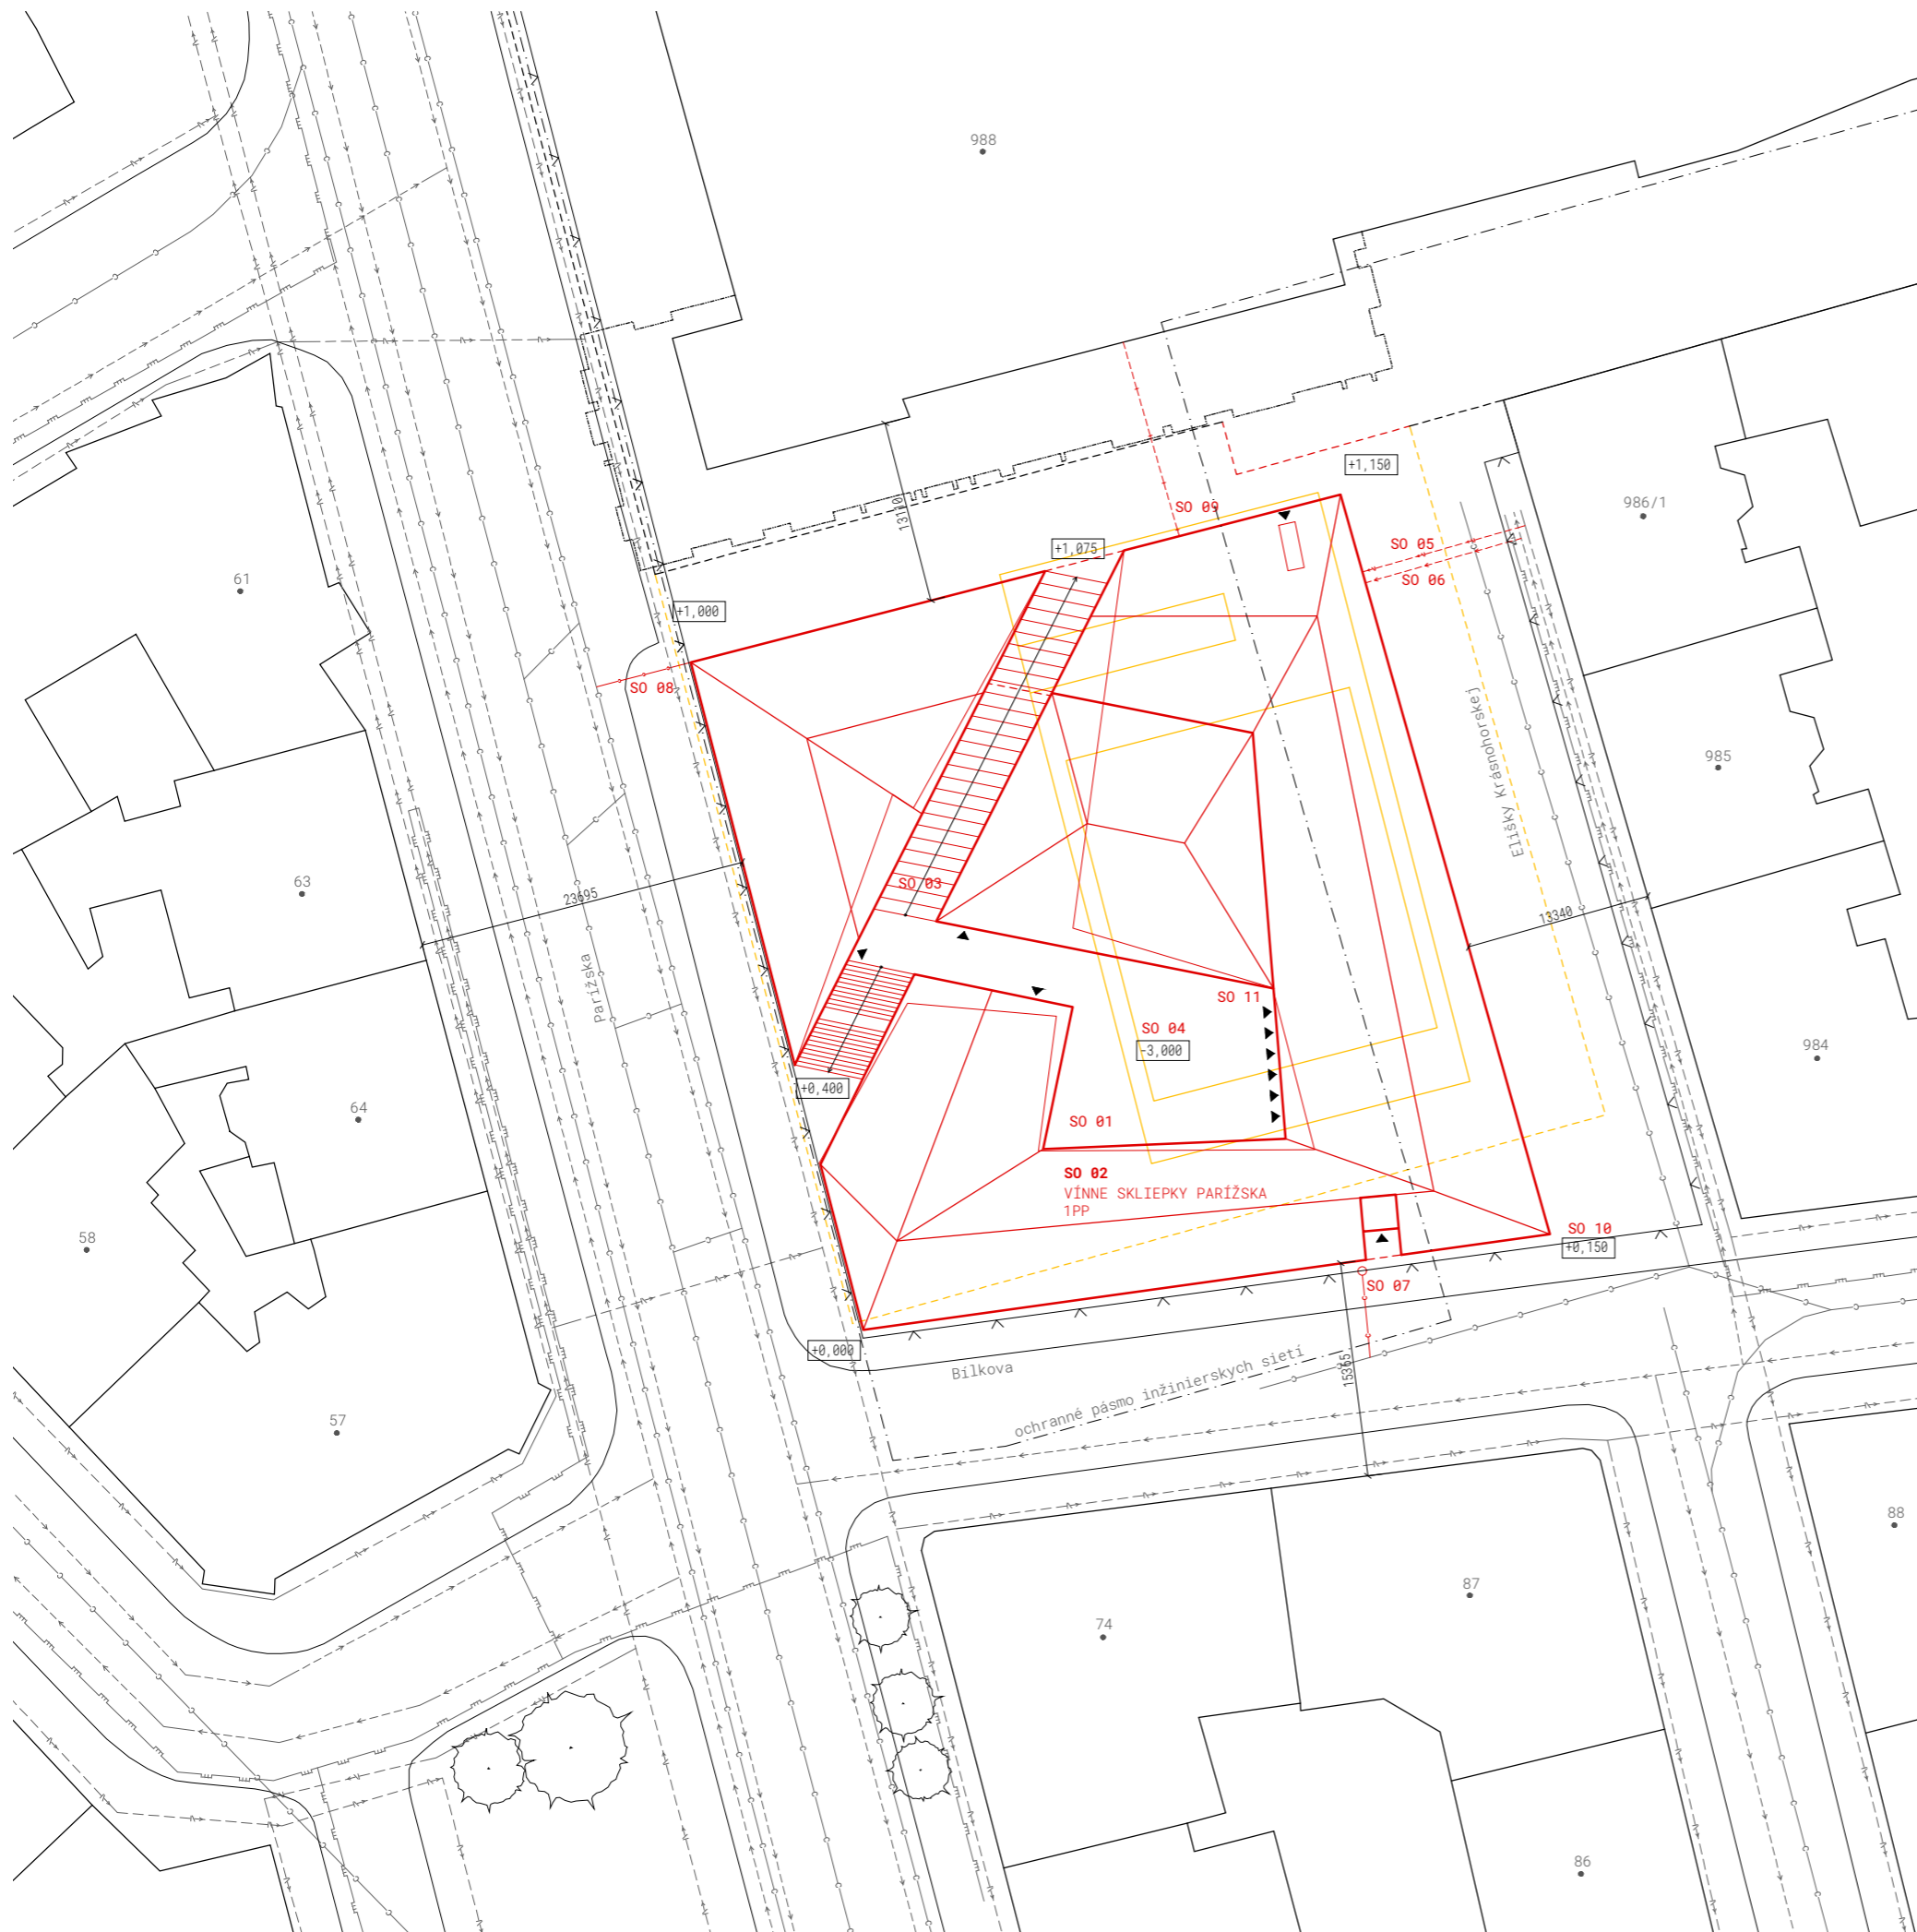 988
+1,150
SO 09
986/1
+1,075
SO 05
SO 06
13110
61
+1,000
SO 08
Elišky Krásnohorskej
985
SO 03
63
23695
13340
Parížska
SO 11
SO 04
-3,000
984
+0,400
64
SO 01
SO 02
VÍNNE SKLIEPKY PARÍŽSKA
1PP
58
SO 10
+0,150
SO 07
+0,000
Bílkova
15365
ochranné pásmo inžinierskych sietí
57
88
87
74
86